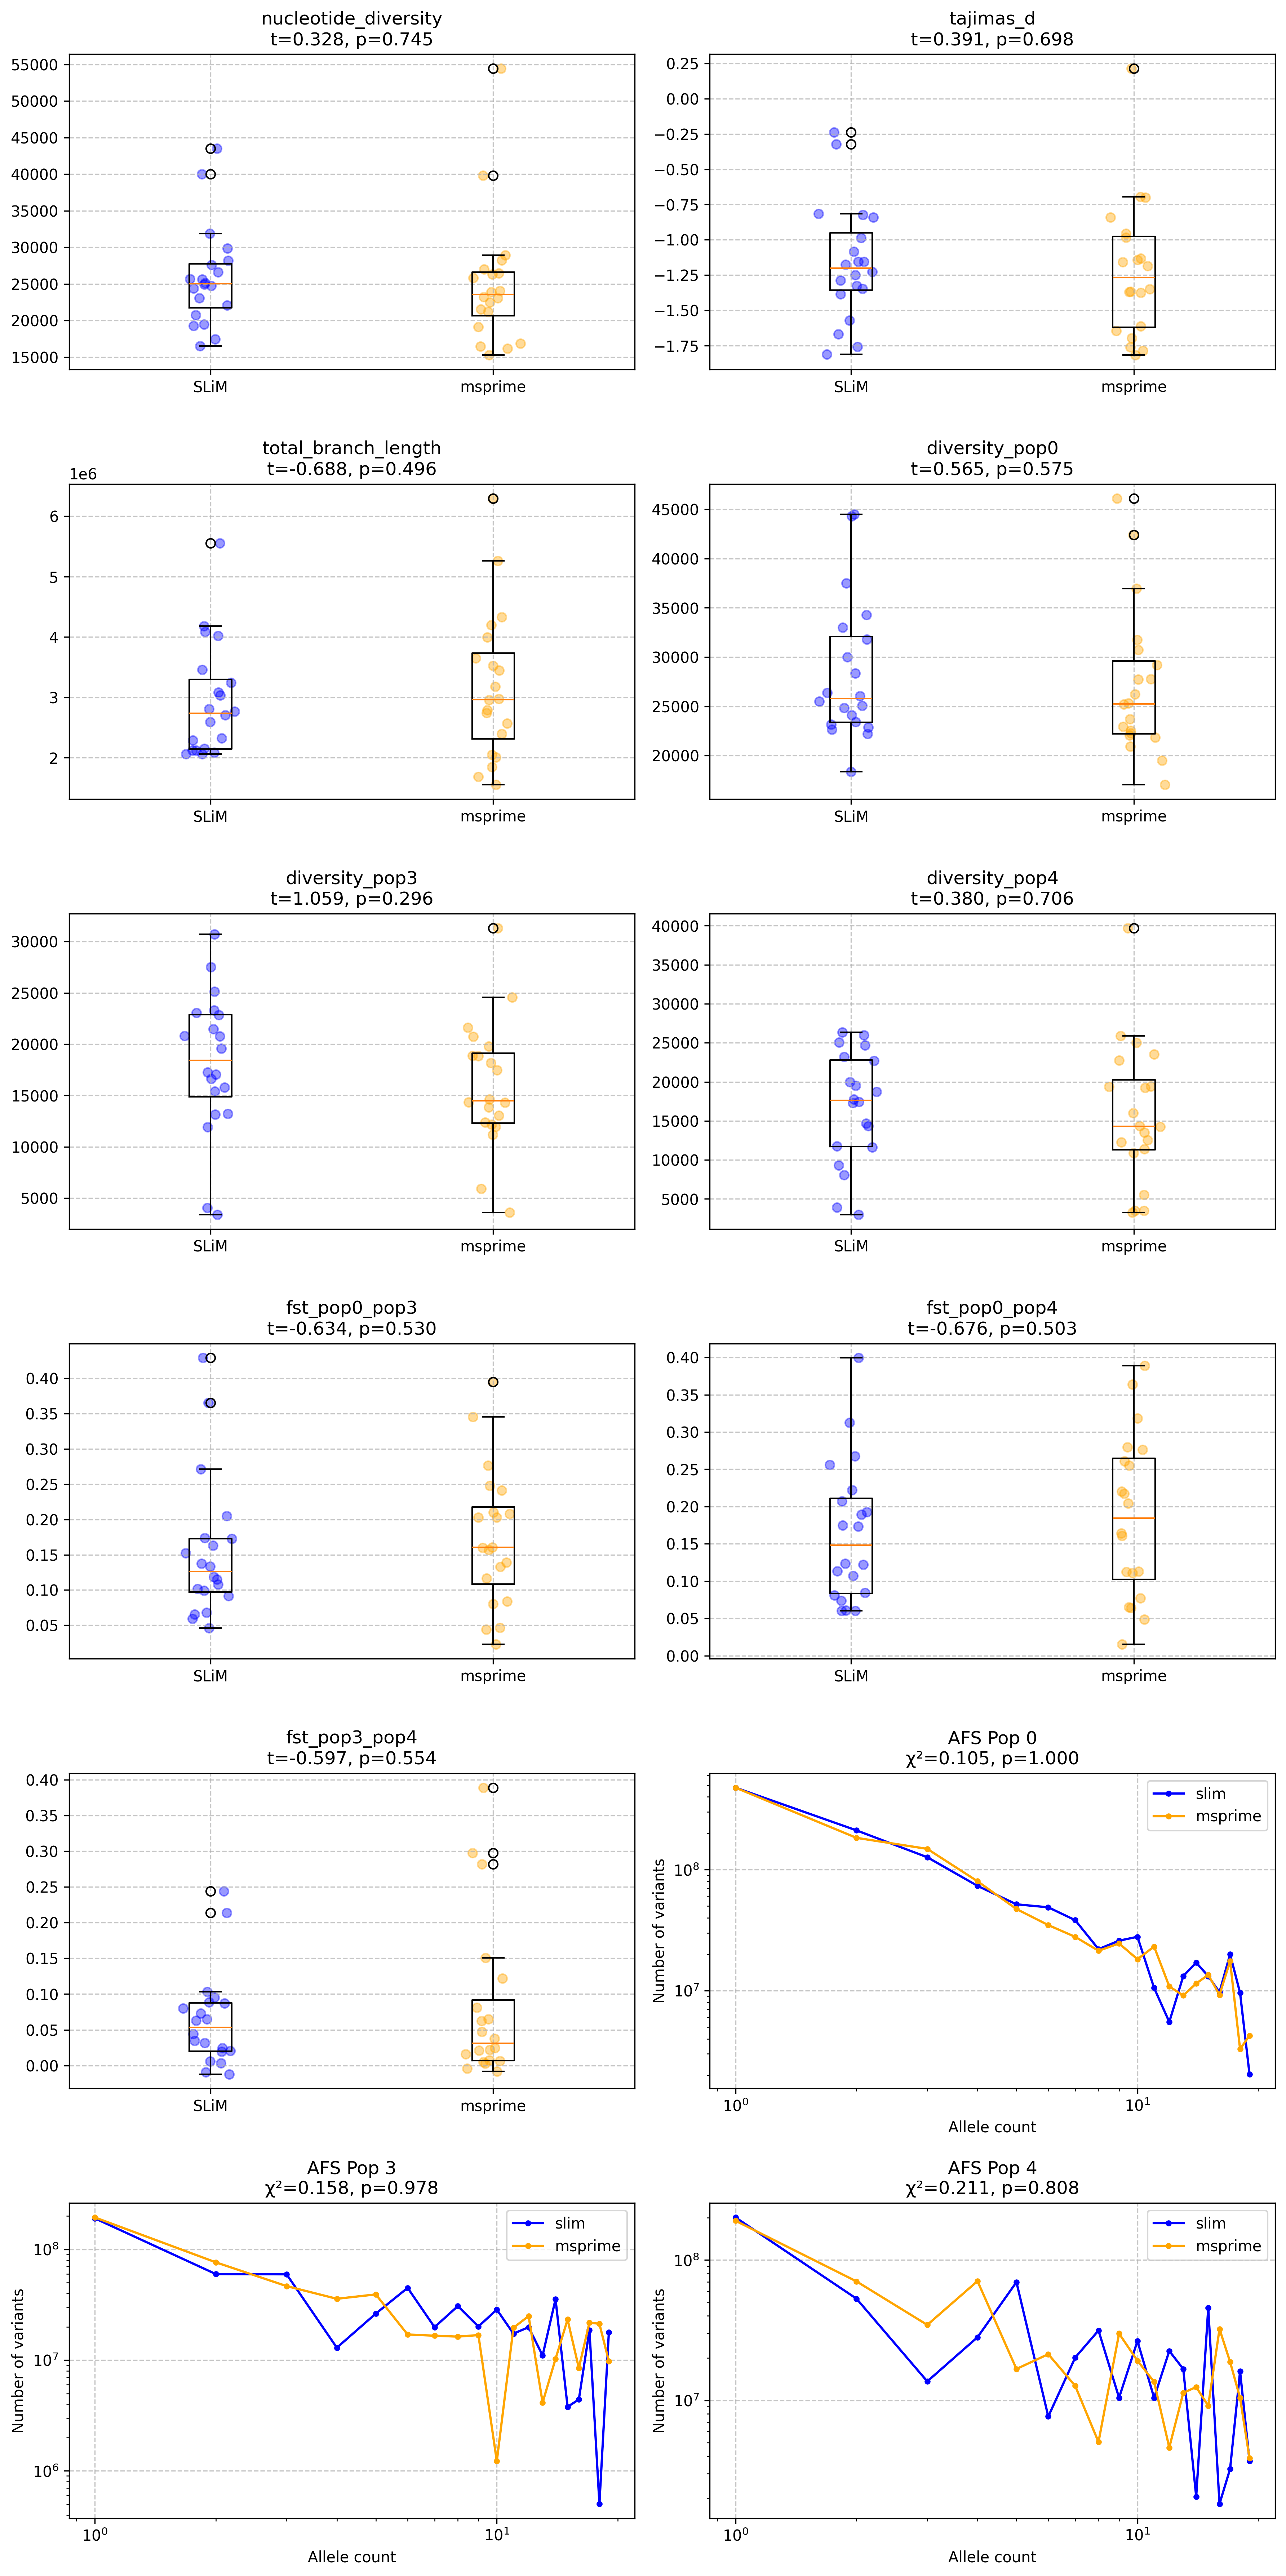 nucleotide_diversity
t=0.328, p=0.745
55000
50000
45000
40000
35000
30000
25000
20000
15000
SLiM
msprime
tajimas_d
t=0.391, p=0.698
0.25
0.00
−0.25
−0.50
−0.75
−1.00
−1.25
−1.50
−1.75
SLiM
msprime
total_branch_length
t=-0.688, p=0.496
1e6
6
5
4
3
2
SLiM
msprime
diversity_pop0
t=0.565, p=0.575
45000
40000
35000
30000
25000
20000
SLiM
msprime
diversity_pop3
t=1.059, p=0.296
30000
25000
20000
15000
10000
5000
SLiM
msprime
diversity_pop4
t=0.380, p=0.706
40000
35000
30000
25000
20000
15000
10000
5000
SLiM
msprime
fst_pop0_pop3
t=-0.634, p=0.530
0.40
0.35
0.30
0.25
0.20
0.15
0.10
0.05
SLiM
msprime
fst_pop0_pop4
t=-0.676, p=0.503
0.40
0.35
0.30
0.25
0.20
0.15
0.10
0.05
0.00
SLiM
msprime
fst_pop3_pop4
t=-0.597, p=0.554
0.40
0.35
0.30
0.25
0.20
0.15
0.10
0.05
0.00
SLiM
msprime
AFS Pop 0
χ²=0.105, p=1.000
slim
msprime
Number of variants
10⁸
10⁷
10⁰
10¹
Allele count
AFS Pop 3
χ²=0.158, p=0.978
slim
msprime
Number of variants
10⁸
10⁷
10⁶
10⁰
10¹
Allele count
AFS Pop 4
χ²=0.211, p=0.808
slim
msprime
Number of variants
10⁸
10⁷
10⁰
10¹
Allele count